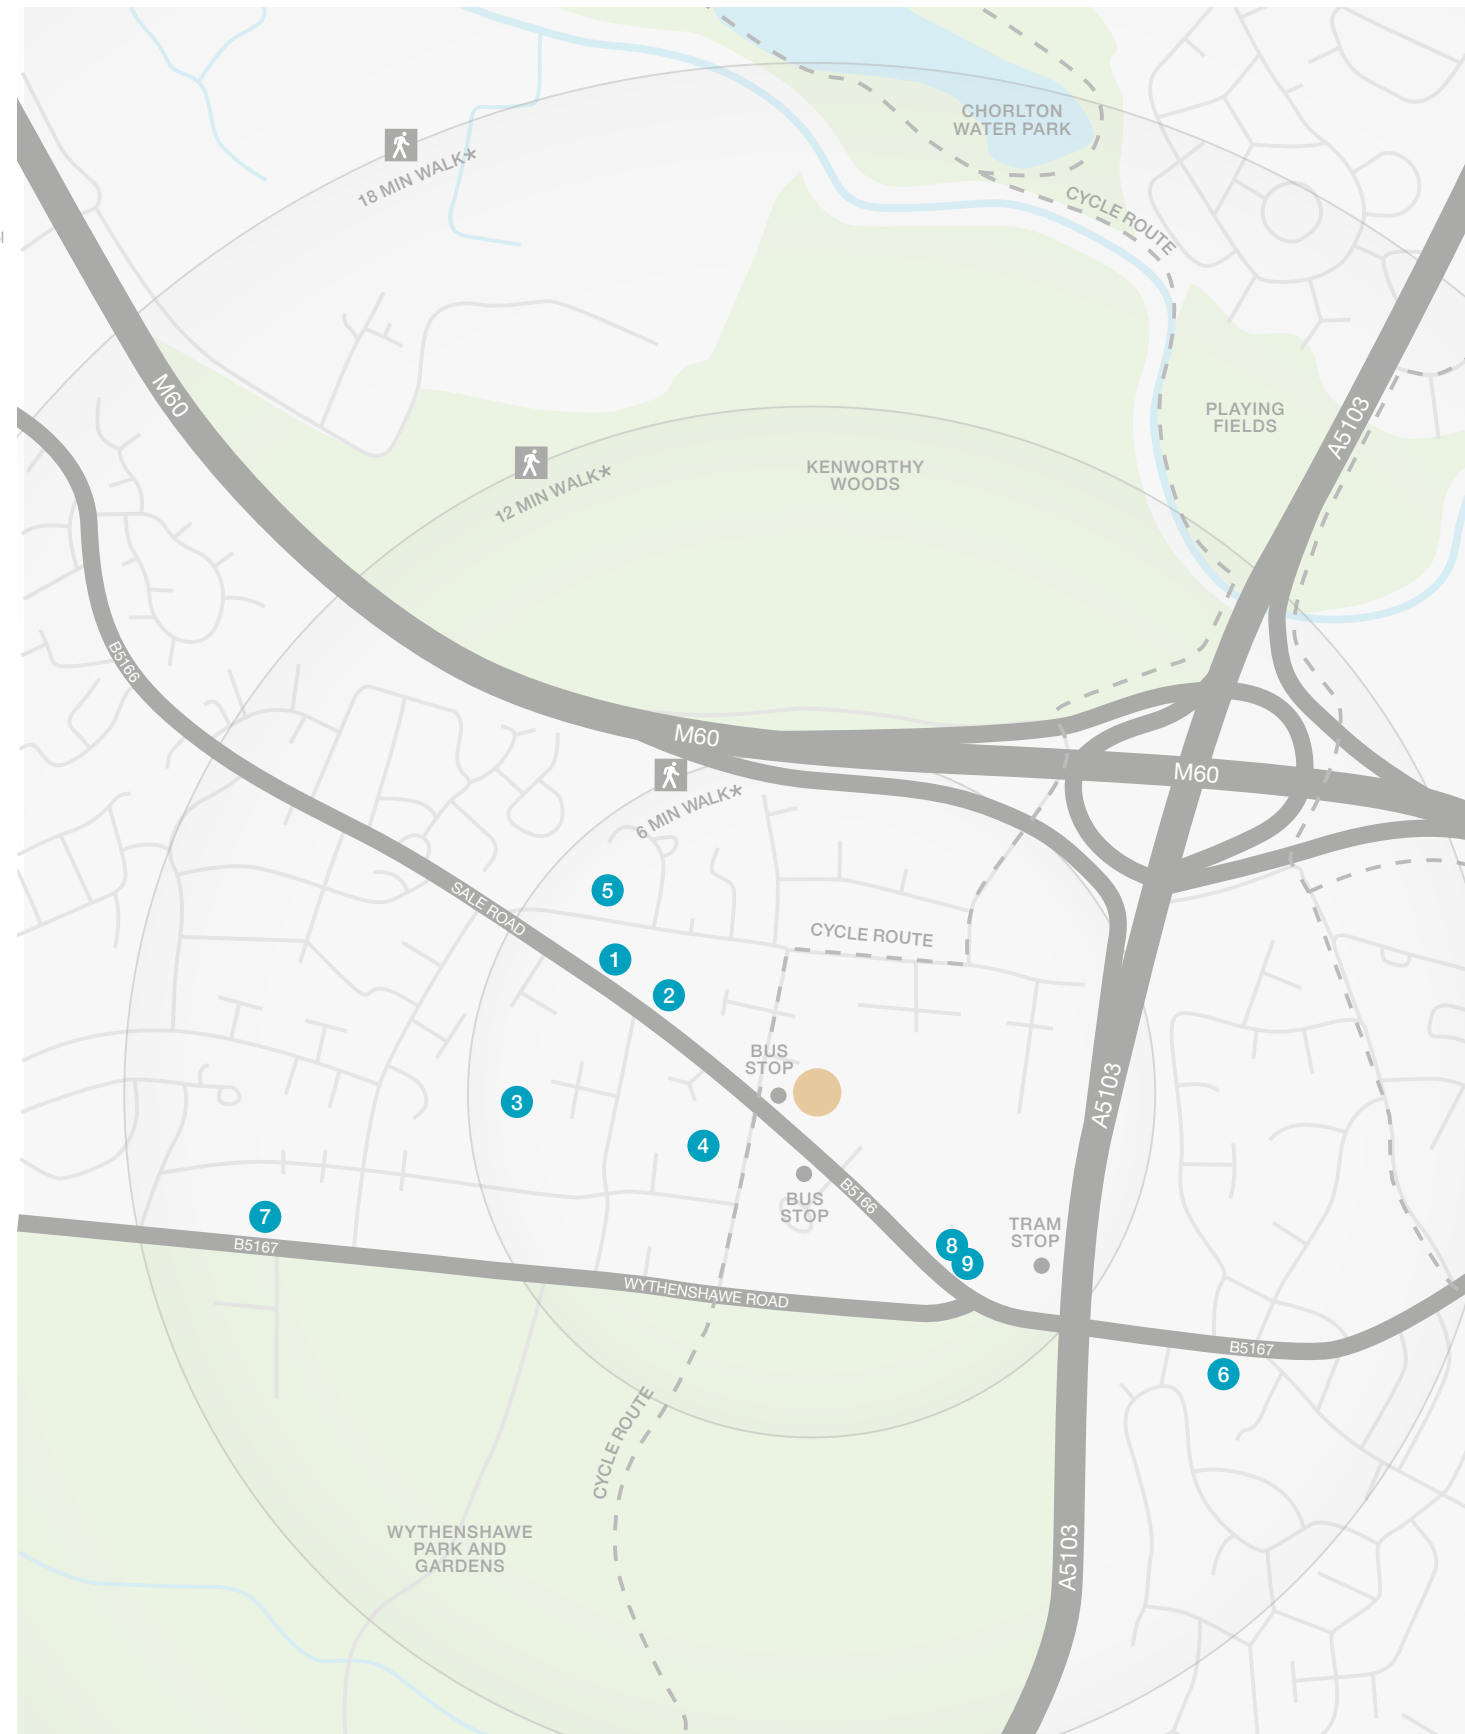 CHORLTON
WATER PARK
18 MIN WALK*
CYCLE ROUTE
M60
A5103
PLAYING
FIELDS
KENWORTHY
WOODS
12 MIN WALK*
B5166
M60
M60
6 MIN WALK*
5
SALE ROAD
CYCLE ROUTE
1
2
BUS
STOP
A5103
3
4
B5166
BUS
STOP
7
TRAM
STOP
8
9
B5167
WYTHENSHAWE ROAD
B5167
6
CYCLE ROUTE
WYTHENSHAWE
PARK AND
GARDENS
A5103